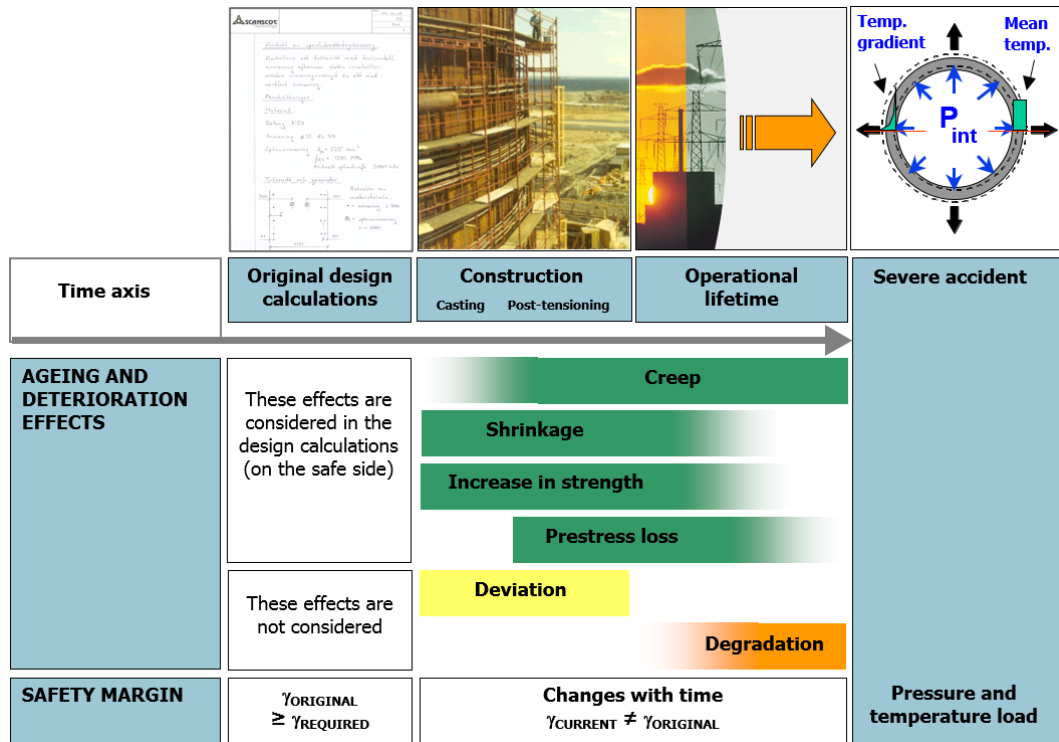 SCANSCOT
Temp.
gradient
Mean
temp.
P int
Time axis
Original design
calculations
Construction
Casting Post-tensioning
Operational
lifetime
Severe accident
AGEING AND
DETERIORATION
EFFECTS
These effects are
considered in the
design calculations
(on the safe side)
Creep
Shrinkage
Increase in strength
Prestress loss
These effects are
not considered
Deviation
Degradation
SAFETY MARGIN
γORIGINAL
≥ γREQUIRED
Changes with time
γCURRENT ≠ γORIGINAL
Pressure and
temperature load